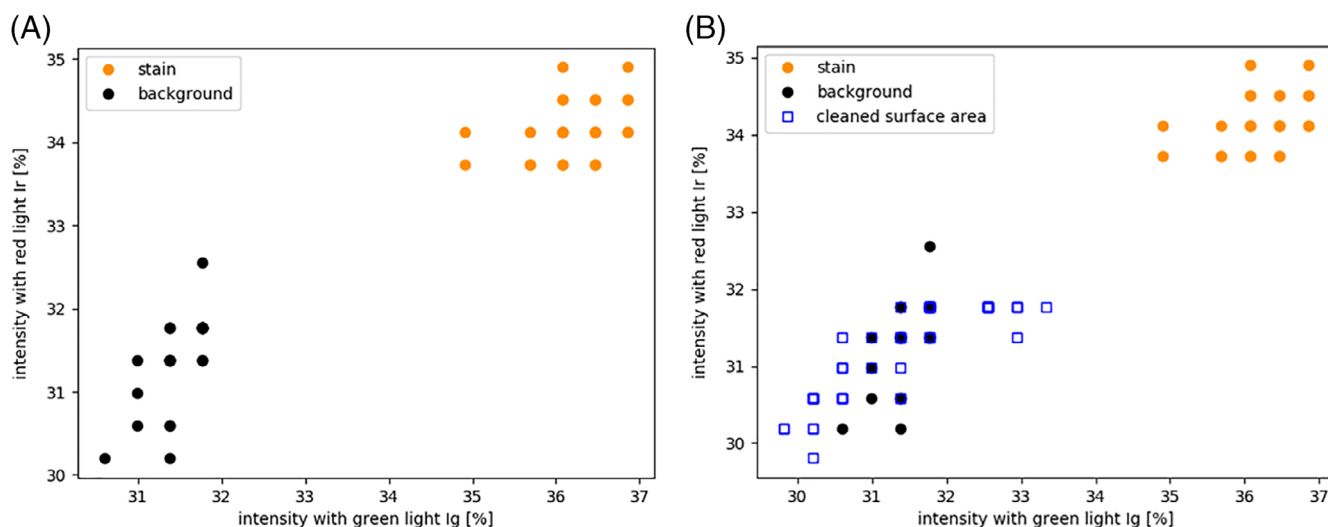 (A)
35
34
33
32
31
30
intensity with red light Ir [%]
stain
background
31
32
33
34
35
36
37
intensity with green light Ig [%]
(B)
35
34
33
32
31
30
intensity with red light Ir [%]
stain
background
cleaned surface area
30
31
32
33
34
35
36
37
intensity with green light Ig [%]